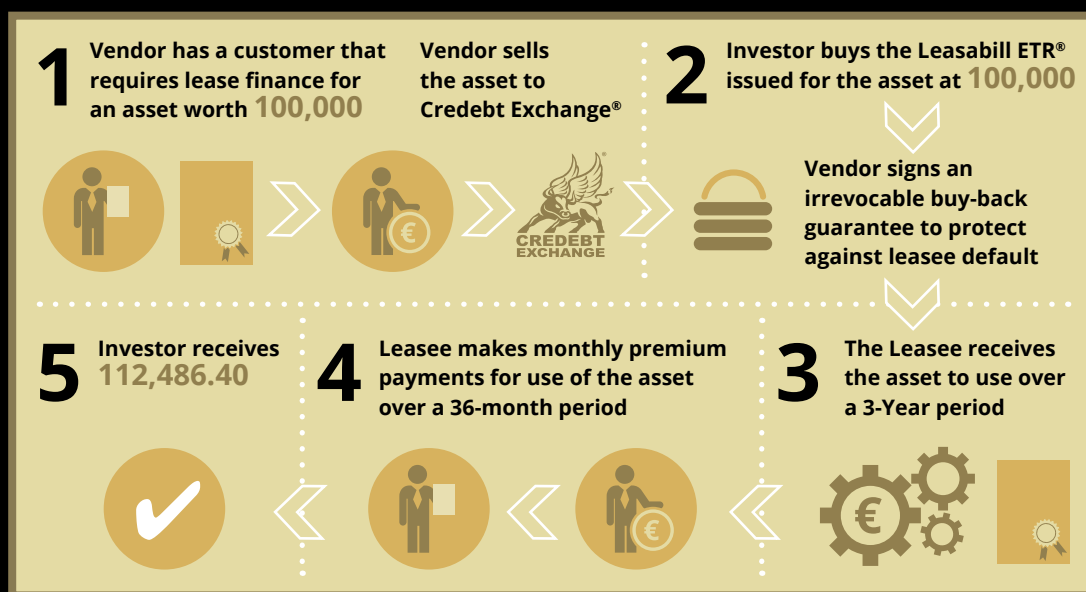 1
Vendor has a customer that
requires lease finance for
an asset worth 100,000
Vendor sells
the asset to
Credebt Exchange®
CREDEBT
EXCHANGE
®
2
Investor buys the Leasabill ETR®
issued for the asset at 100,000
Vendor signs an
irrevocable buy-back
guarantee to protect
against leasee default
3
The Leasee receives
the asset to use over
a 3-Year period
4
Leasee makes monthly premium
payments for use of the asset
over a 36-month period
5
Investor receives
112,486.40
€
€
€